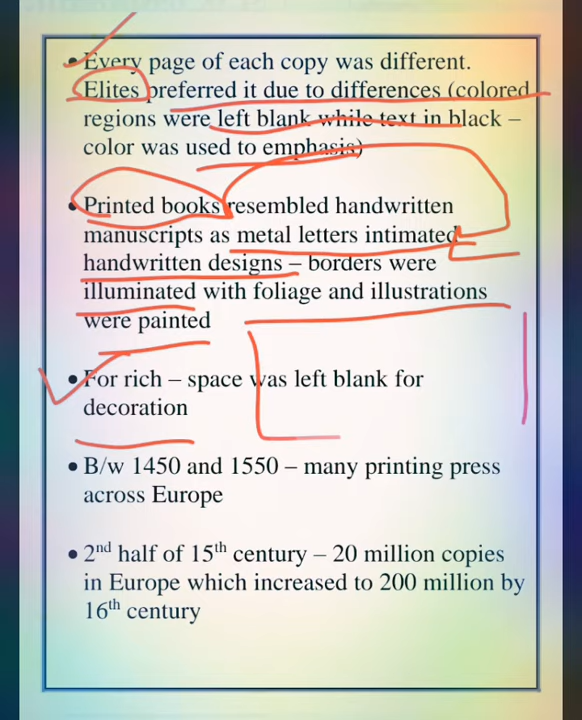 • Every page of each copy was different.
Elites preferred it due to differences (colored
regions were left blank while text in black –
color was used to emphasis)
• Printed books resembled handwritten
manuscripts as metal letters intimated
handwritten designs – borders were
illuminated with foliage and illustrations
were painted
• For rich – space was left blank for
decoration
• B/w 1450 and 1550 – many printing press
across Europe
• 2nd half of 15th century – 20 million copies
in Europe which increased to 200 million by
16th century